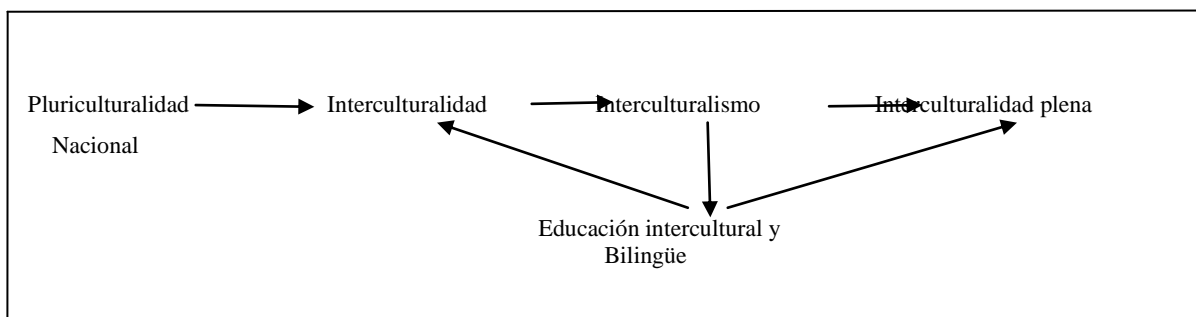 Pluriculturalidad Interculturalidad Interculturalismo Interculturalidad plena
Nacional
Educación intercultural y
Bilingüe